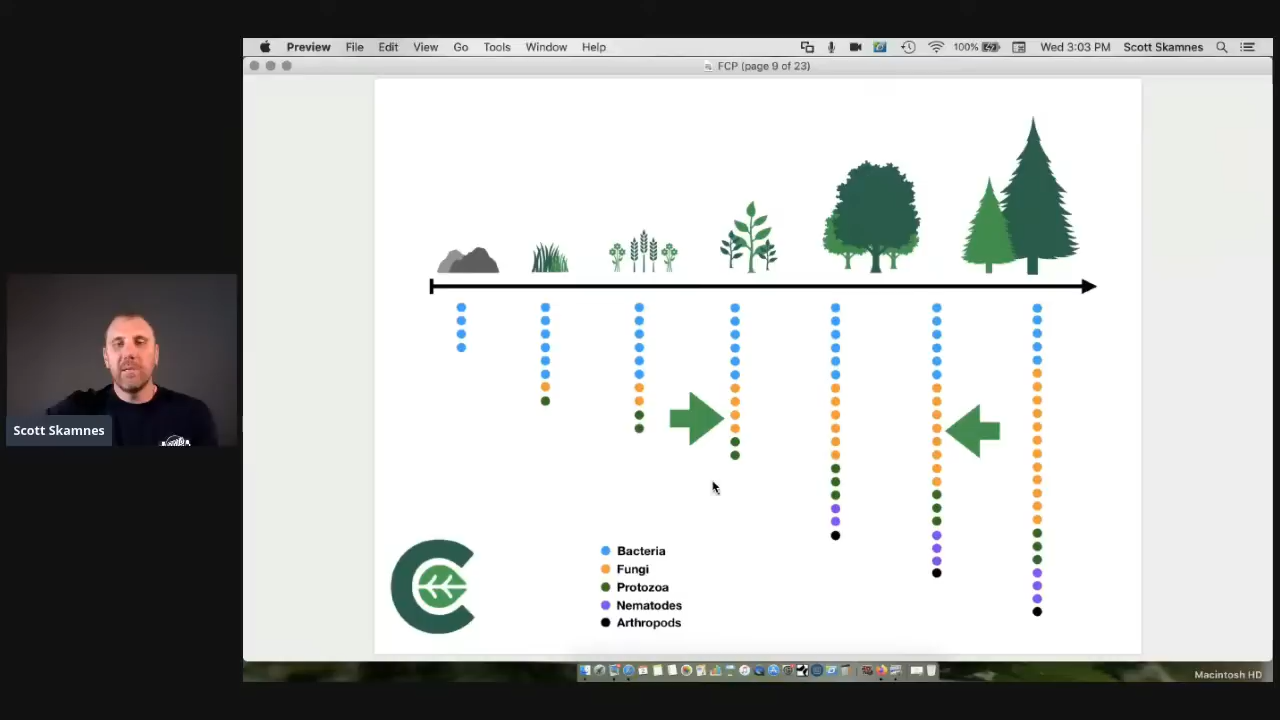 Preview File Edit View Go Tools Window Help 100% Wed 3:03 PM Scott Skamnes
FCP (page 9 of 23)
Scott Skamnes
Bacteria
Fungi
Protozoa
Nematodes
Arthropods
Macintosh HD